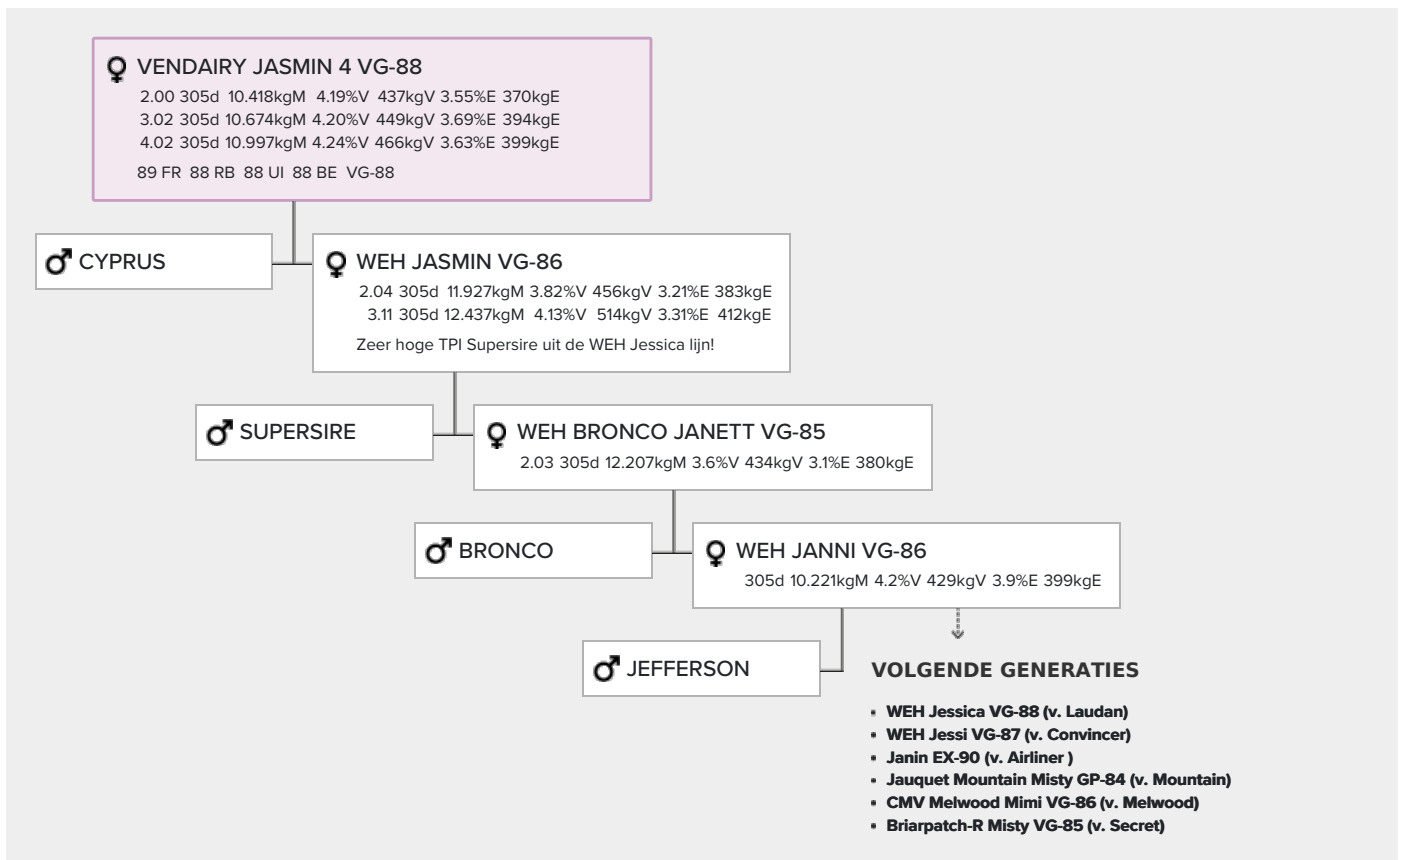 VENDAIRY JASMIN 4 VG-88
2.00 305d 10.418kgM 4.19%V 437kgV 3.55%E 370kgE
3.02 305d 10.674kgM 4.20%V 449kgV 3.69%E 394kgE
4.02 305d 10.997kgM 4.24%V 466kgV 3.63%E 399kgE
89 FR 88 RB 88 UI 88 BE VG-88
CYPRUS
WEH JASMIN VG-86
2.04 305d 11.927kgM 3.82%V 456kgV 3.21%E 383kgE
3.11 305d 12.437kgM 4.13%V 514kgV 3.31%E 412kgE
Zeer hoge TPI Supersire uit de WEH Jessica lijn!
SUPERSIRE
WEH BRONCO JANETT VG-85
2.03 305d 12.207kgM 3.6%V 434kgV 3.1%E 380kgE
BRONCO
WEH JANNI VG-86
305d 10.221kgM 4.2%V 429kgV 3.9%E 399kgE
JEFFERSON
VOLGENDE GENERATIES
WEH Jessica VG-88 (v. Laudan)
WEH Jessi VG-87 (v. Convincer)
Janin EX-90 (v. Airliner )
Jauquet Mountain Misty GP-84 (v. Mountain)
CMV Melwood Mimi VG-86 (v. Melwood)
Briarpatch-R Misty VG-85 (v. Secret)